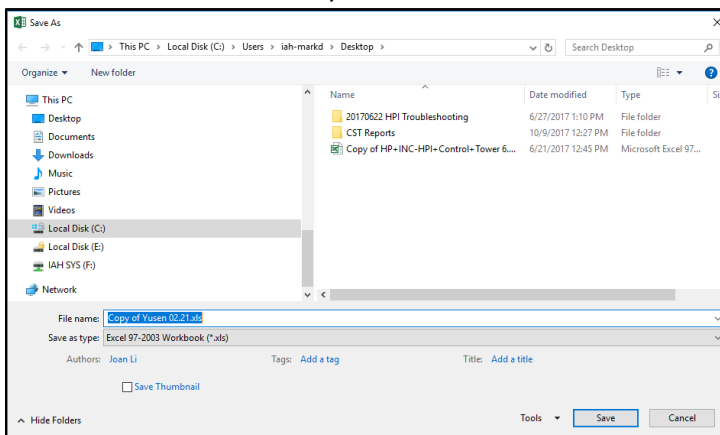 Save As
This PC > Local Disk (C:) > Users > iah-markd > Desktop >
Search Desktop
Organize
New folder
This PC
Desktop
Documents
Downloads
Music
Pictures
Videos
Local Disk (C:)
Local Disk (E:)
IAH SYS (F:)
Network
Name Date modified Type Si
20170622 HPI Troubleshooting 6/27/2017 1:10 PM File folder
CST Reports 10/9/2017 12:27 PM File folder
Copy of HP+INC-HPI+Control+Tower 6.... 6/21/2017 12:45 PM Microsoft Excel 97...
File name: Copy of Yusen 02.21.xls
Save as type: Excel 97-2003 Workbook (*.xls)
Authors: Joan Li Tags: Add a tag Title: Add a title
Save Thumbnail
Hide Folders Tools Save Cancel